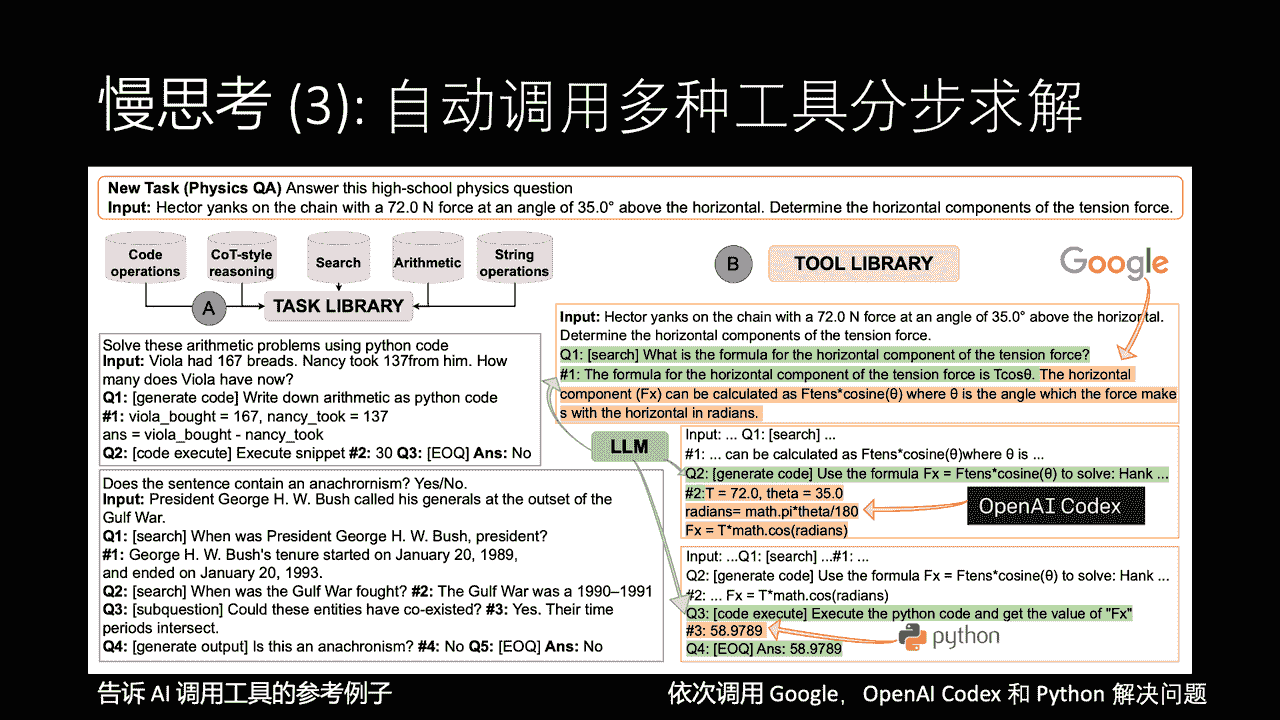 慢思考 (3): 自动调用多种工具分步求解
New Task (Physics QA) Answer this high-school physics question
Input: Hector yanks on the chain with a 72.0 N force at an angle of 35.0° above the horizontal. Determine the horizontal components of the tension force.
Code operations
CoT-style reasoning
Search
Arithmetic
String operations
A
TASK LIBRARY
Solve these arithmetic problems using python code
Input: Viola had 167 breads. Nancy took 137from him. How
many does Viola have now?
Q1: [generate code] Write down arithmetic as python code
#1: viola_bought = 167, nancy_took = 137
ans = viola_bought - nancy_took
Q2: [code execute] Execute snippet #2: 30 Q3: [EOQ] Ans: No
Does the sentence contain an anachrornism? Yes/No.
Input: President George H. W. Bush called his generals at the outset of the
Gulf War.
Q1: [search] When was President George H. W. Bush, president?
#1: George H. W. Bush's tenure started on January 20, 1989,
and ended on January 20, 1993.
Q2: [search] When was the Gulf War fought? #2: The Gulf War was a 1990–1991
Q3: [subquestion] Could these entities have co-existed? #3: Yes. Their time
periods intersect.
Q4: [generate output] Is this an anachronism? #4: No Q5: [EOQ] Ans: No
B
TOOL LIBRARY
Google
Input: Hector yanks on the chain with a 72.0 N force at an angle of 35.0° above the horizontal.
Determine the horizontal components of the tension force.
Q1: [search] What is the formula for the horizontal component of the tension force?
#1: The formula for the horizontal component of the tension force is Tcosθ. The horizontal
component (Fx) can be calculated as Ftens*cosine(θ) where θ is the angle which the force make
s with the horizontal in radians.
LLM
Input: ... Q1: [search] ...
#1: ... can be calculated as Ftens*cosine(θ)where θ is ...
Q2: [generate code] Use the formula Fx = Ftens*cosine(θ) to solve: Hank ...
#2:T = 72.0, theta = 35.0
radians= math.pi*theta/180
Fx = T*math.cos(radians)
OpenAI Codex
Input: ...Q1: [search] ...#1: ...
Q2: [generate code] Use the formula Fx = Ftens*cosine(θ) to solve: Hank ...
#2: ... Fx = T*math.cos(radians)
Q3: [code execute] Execute the python code and get the value of "Fx"
#3: 58.9789
Q4: [EOQ] Ans: 58.9789
python
告诉 AI 调用工具的参考例子
依次调用 Google，OpenAI Codex 和 Python 解决问题